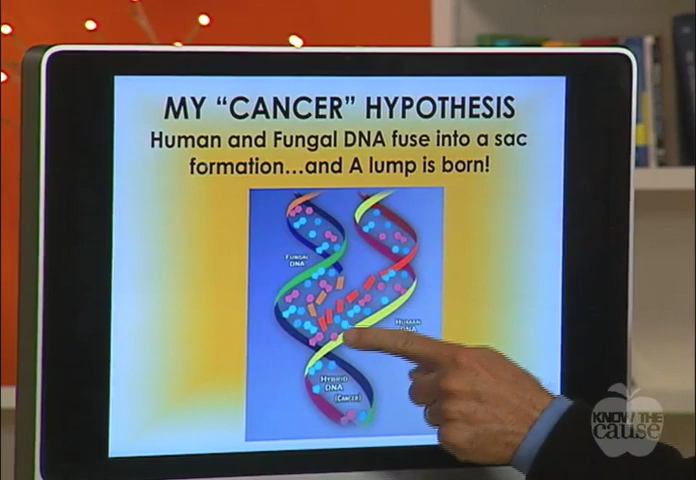 MY “CANCER” HYPOTHESIS
Human and Fungal DNA fuse into a sac
formation...and A lump is born!
FUNGAL
DNA
HUMAN
DNA
HYBRID
DNA
(CANCER)
KNOW THE
cause